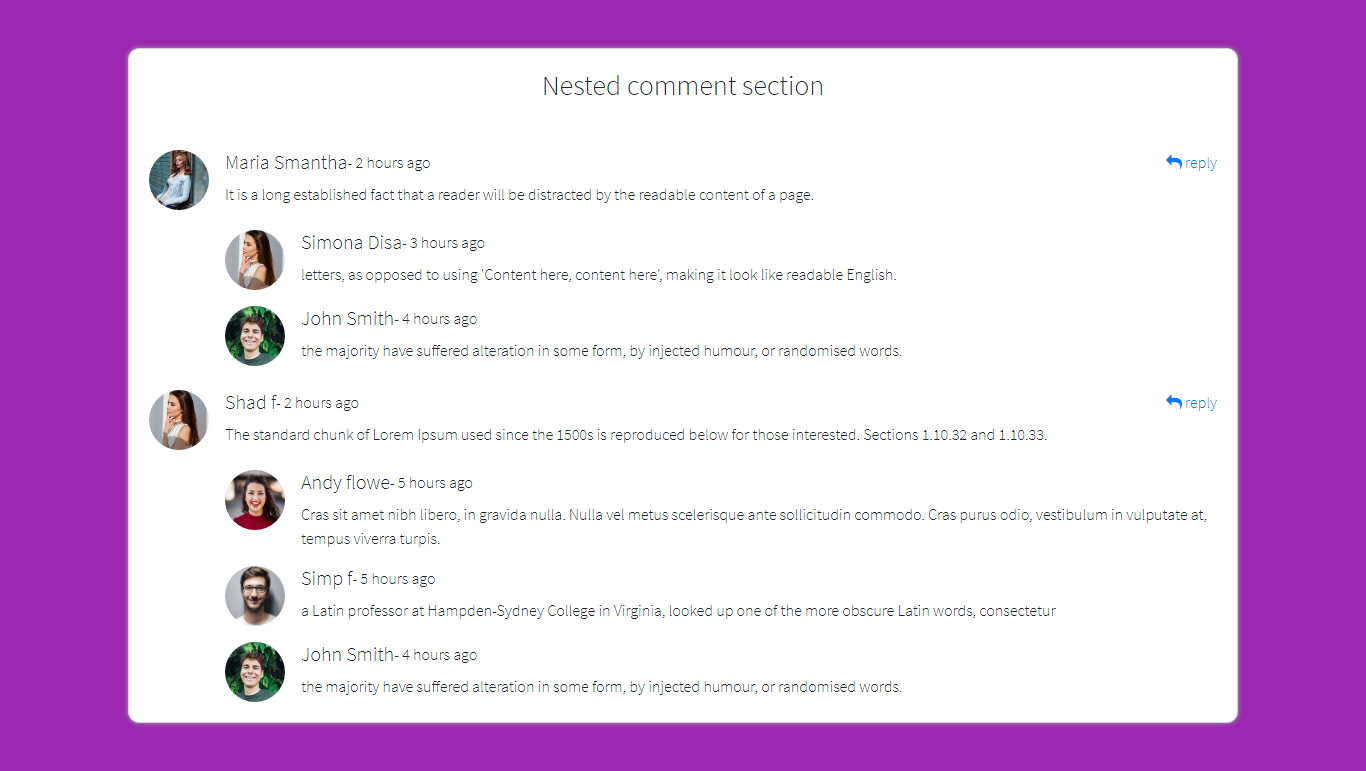 Nested comment section
Maria Smantha- 2 hours ago
reply
It is a long established fact that a reader will be distracted by the readable content of a page.
Simona Disa- 3 hours ago
letters, as opposed to using 'Content here, content here', making it look like readable English.
John Smith- 4 hours ago
the majority have suffered alteration in some form, by injected humour, or randomised words.
Shad f- 2 hours ago
reply
The standard chunk of Lorem Ipsum used since the 1500s is reproduced below for those interested. Sections 1.10.32 and 1.10.33.
Andy flowe- 5 hours ago
Cras sit amet nibh libero, in gravida nulla. Nulla vel metus scelerisque ante sollicitudin commodo. Cras purus odio, vestibulum in vulputate at,
tempus viverra turpis.
Simp f- 5 hours ago
a Latin professor at Hampden-Sydney College in Virginia, looked up one of the more obscure Latin words, consectetur
John Smith- 4 hours ago
the majority have suffered alteration in some form, by injected humour, or randomised words.